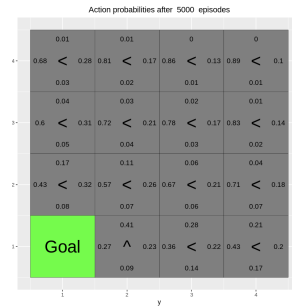 Action probabilities after 5000 episodes
0.01 0.01 0 0
4 0.68 < 0.28 0.81 < 0.17 0.86 < 0.13 0.89 < 0.1
0.03 0.02 0.01 0.01
0.04 0.03 0.02 0.01
3 0.6 < 0.31 0.72 < 0.21 0.78 < 0.17 0.83 < 0.14
0.05 0.04 0.03 0.02
0.17 0.11 0.06 0.04
2 0.43 < 0.32 0.57 < 0.26 0.67 < 0.21 0.71 < 0.18
0.08 0.07 0.06 0.07
0.41 0.28 0.21
1 Goal 0.27 ^ 0.23 0.36 < 0.22 0.43 < 0.2
0.09 0.14 0.17
1 2 3 4
y